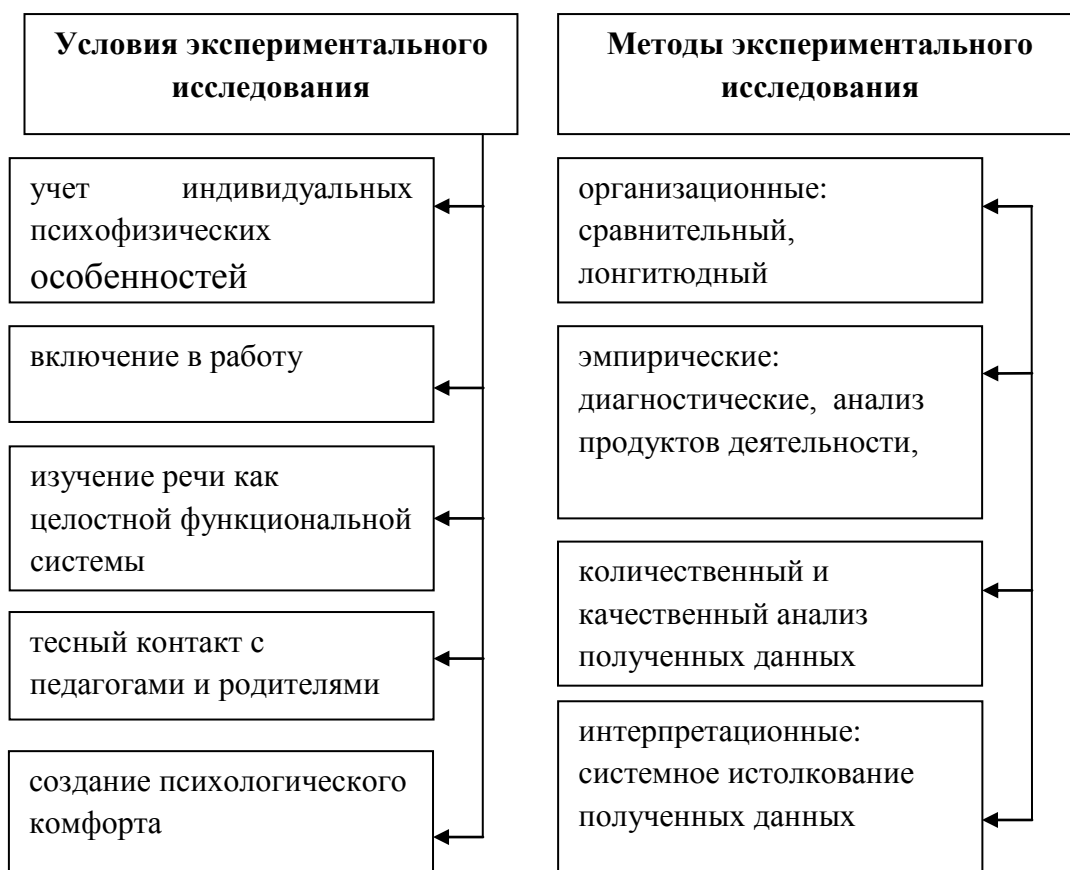 Условия экспериментального
исследования
учет индивидуальных
психофизических
особенностей
включение в работу
изучение речи как
целостной функциональной
системы
тесный контакт с
педагогами и родителями
создание психологического
комфорта
Методы экспериментального
исследования
организационные:
сравнительный,
лонгитюдный
эмпирические:
диагностические, анализ
продуктов деятельности,
количественный и
качественный анализ
полученных данных
интерпретационные:
системное истолкование
полученных данных